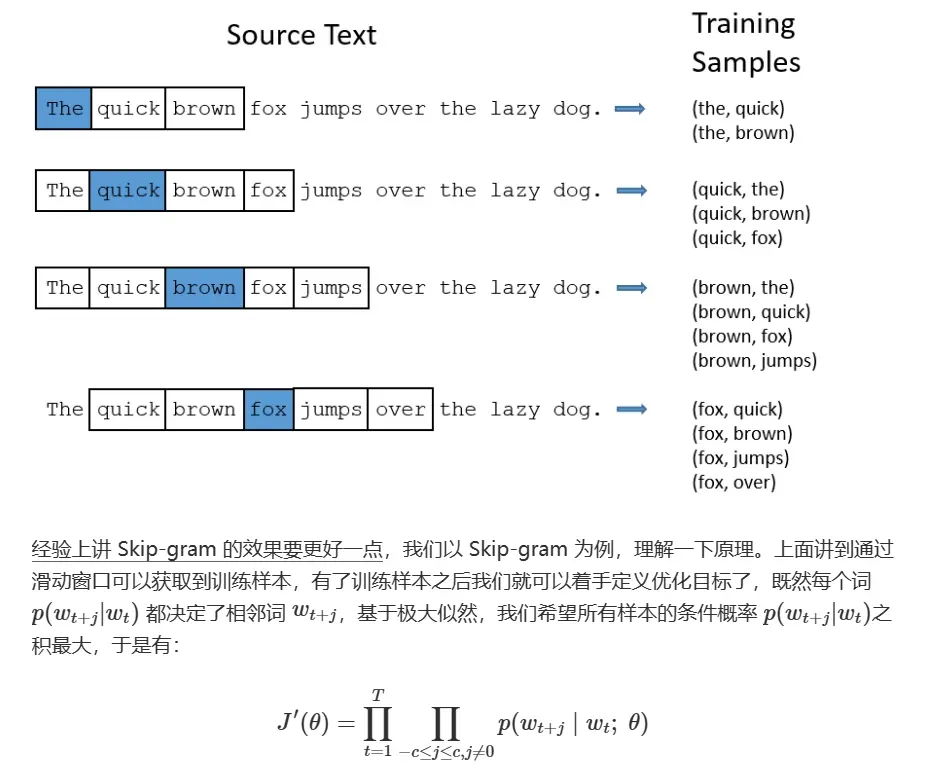 Source Text
Training
Samples
The quick brown fox jumps over the lazy dog.
(the, quick)
(the, brown)
The quick brown fox jumps over the lazy dog.
(quick, the)
(quick, brown)
(quick, fox)
The quick brown fox jumps over the lazy dog.
(brown, the)
(brown, quick)
(brown, fox)
(brown, jumps)
The quick brown fox jumps over the lazy dog.
(fox, quick)
(fox, brown)
(fox, jumps)
(fox, over)
经验上讲 Skip-gram 的效果要更好一点，我们以 Skip-gram 为例，理解一下原理。上面讲到通过
滑动窗口可以获取到训练样本，有了训练样本之后我们就可以着手定义优化目标了，既然每个词
p(w_{t+j}|w_t) 都决定了相邻词 w_{t+j}，基于极大似然，我们希望所有样本的条件概率 p(w_{t+j}|w_t)之
积最大，于是有：
J′(θ) = ∏_{t=1}^{T} ∏_{-c≤j≤c,j≠0} p(w_{t+j} | w_t; θ)